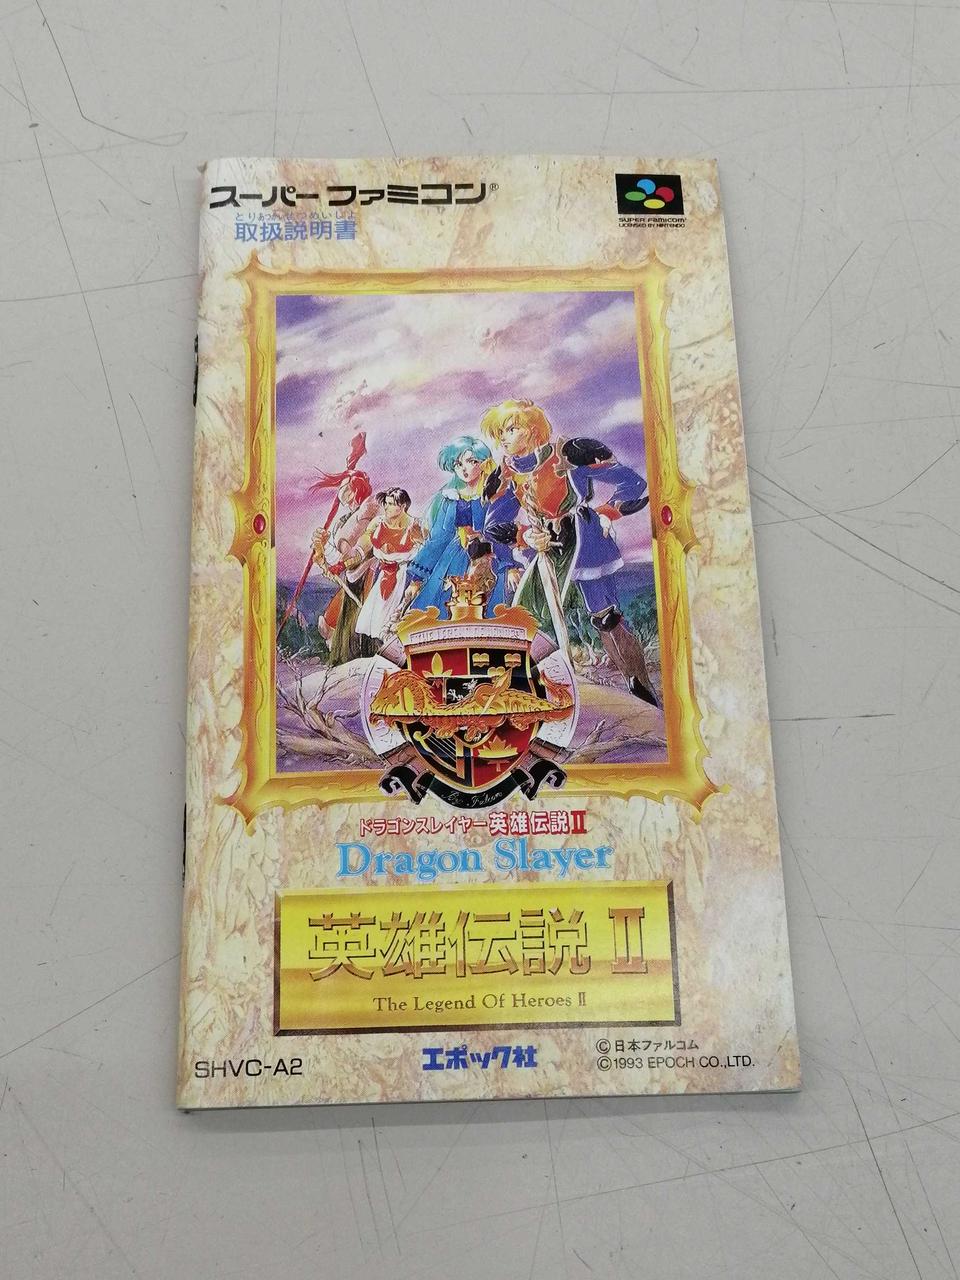 スーパーファミコン®
とりあつかいせつめいしょ
取扱説明書
SUPER FAMICOM
LICENSED BY NINTENDO
ドラゴンスレイヤー英雄伝説II
Dragon Slayer
英雄伝説 II
The Legend Of Heroes II
SHVC-A2
エポック社
©日本ファルコム
©1993 EPOCH CO.,LTD.